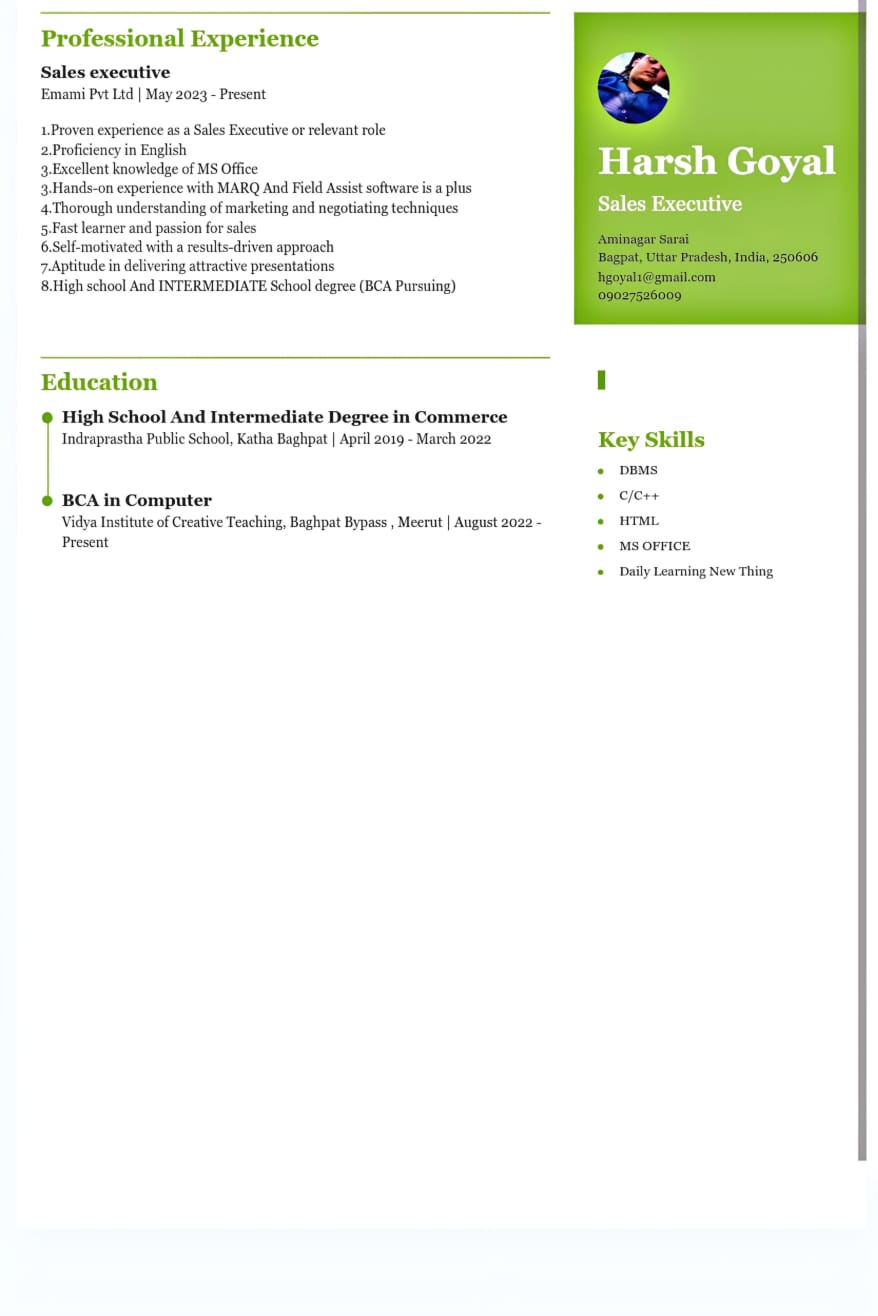 Professional Experience
Sales executive
Emami Pvt Ltd | May 2023 - Present
1.Proven experience as a Sales Executive or relevant role
2.Proficiency in English
3.Excellent knowledge of MS Office
3.Hands-on experience with MARQ And Field Assist software is a plus
4.Thorough understanding of marketing and negotiating techniques
5.Fast learner and passion for sales
6.Self-motivated with a results-driven approach
7.Aptitude in delivering attractive presentations
8.High school And INTERMEDIATE School degree (BCA Pursuing)
Education
High School And Intermediate Degree in Commerce
Indraprastha Public School, Katha Baghpat | April 2019 - March 2022
BCA in Computer
Vidya Institute of Creative Teaching, Baghpat Bypass , Meerut | August 2022 -
Present
Harsh Goyal
Sales Executive
Aminagar Sarai
Bagpat, Uttar Pradesh, India, 250606
hgoyal1@gmail.com
09027526009
Key Skills
DBMS
C/C++
HTML
MS OFFICE
Daily Learning New Thing